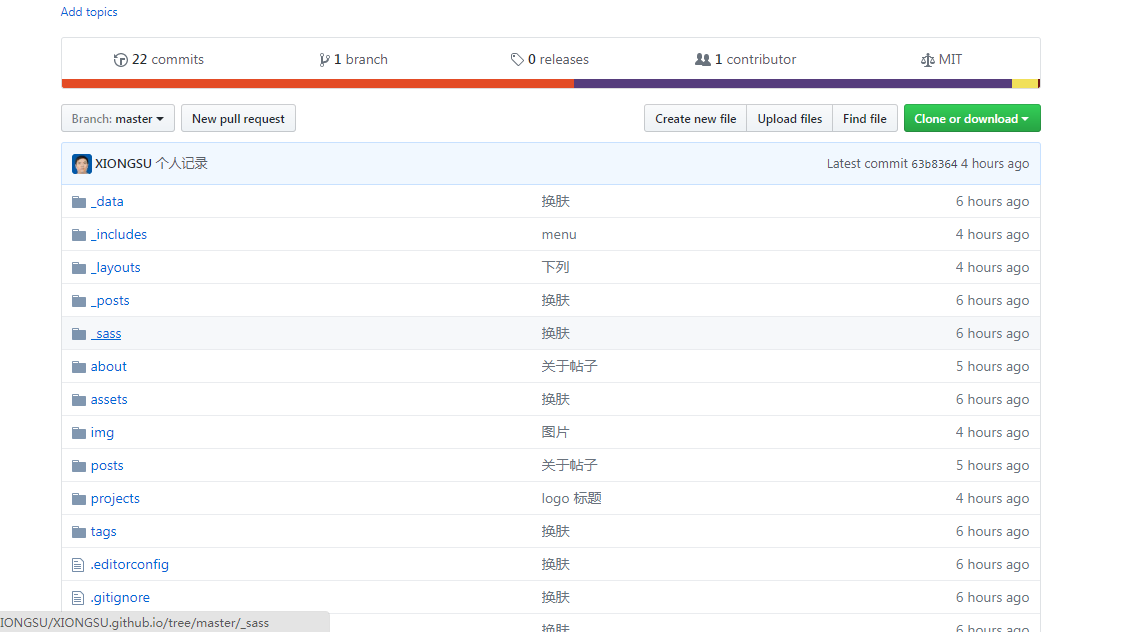 Add topics
22 commits 1 branch 0 releases 1 contributor MIT
Branch: master New pull request Create new file Upload files Find file Clone or download
XIONGSU 个人记录 Latest commit 63b8364 4 hours ago
_data 换肤 6 hours ago
_includes menu 4 hours ago
_layouts 下列 4 hours ago
_posts 换肤 6 hours ago
_sass 换肤 6 hours ago
about 关于帖子 5 hours ago
assets 换肤 6 hours ago
img 图片 4 hours ago
posts 关于帖子 5 hours ago
projects logo 标题 4 hours ago
tags 换肤 6 hours ago
.editorconfig 换肤 6 hours ago
.gitignore 换肤 6 hours ago
IONGSU/XIONGSU.github.io/tree/master/_sass 换肤 6 hours ago